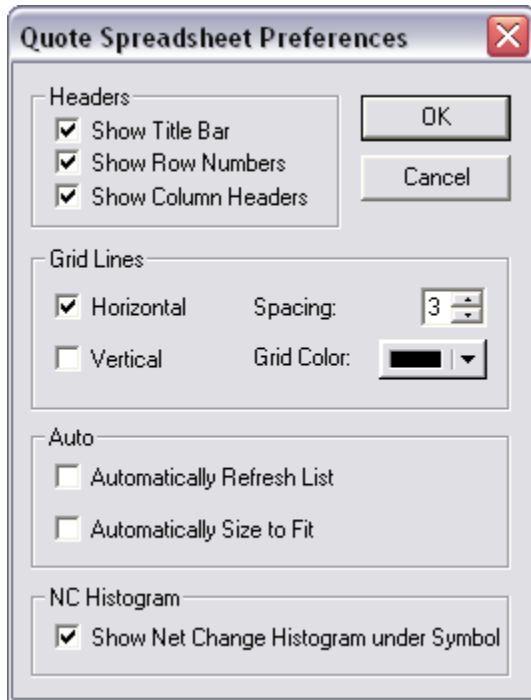 Quote Spreadsheet Preferences
Headers
Show Title Bar
Show Row Numbers
Show Column Headers
OK
Cancel
Grid Lines
Horizontal
Spacing:
3
Vertical
Grid Color:
Auto
Automatically Refresh List
Automatically Size to Fit
NC Histogram
Show Net Change Histogram under Symbol